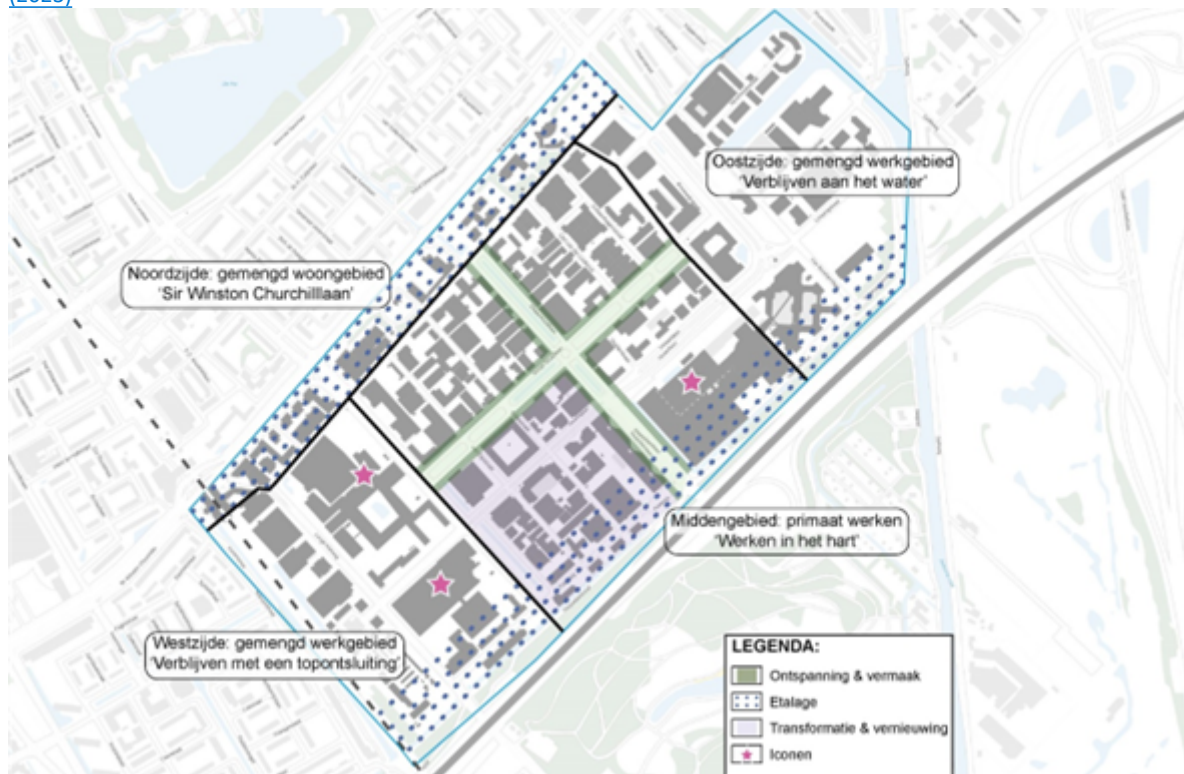 (2023)
Oostzijde: gemengd werkgebied
'Verblijven aan het water'
Noordzijde: gemengd woongebied
'Sir Winston Churchilllaan'
Middengebied: primaat werken
'Werken in het hart'
Westzijde: gemengd werkgebied
'Verblijven met een topontsluiting'
LEGENDA:
Ontspanning & vermaak
Etalage
Transformatie & vernieuwing
Iconen